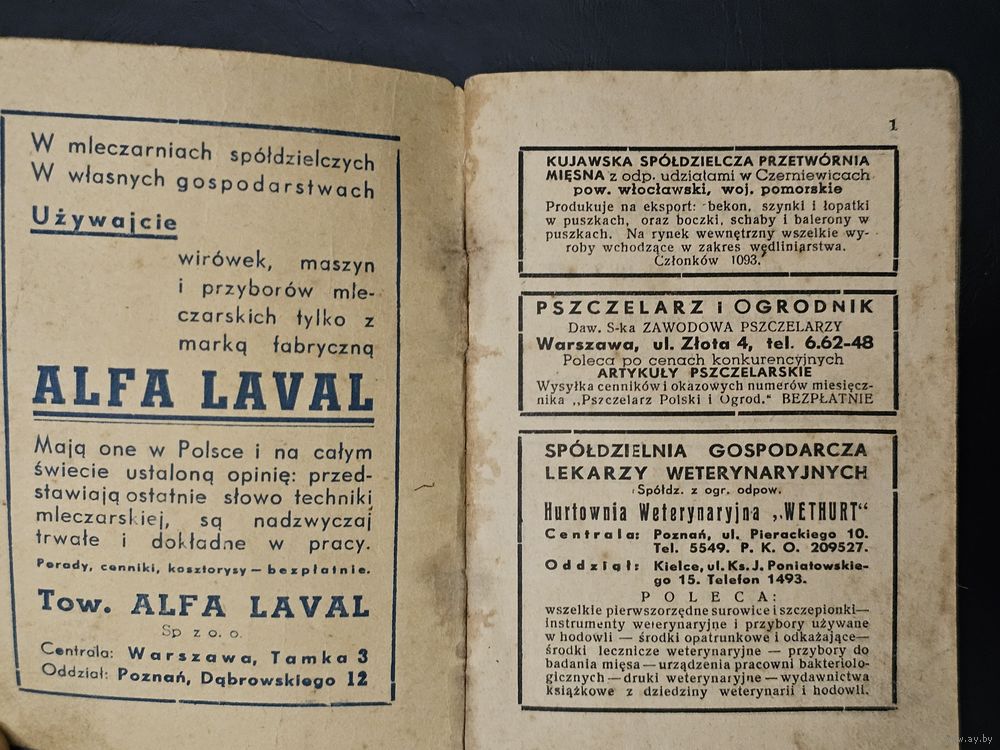 W mleczarniach spółdzielczych
W własnych gospodarstwach
Używajcie
wirówek, maszyn
i przyborów mle-
czarskich tylko z
marką fabryczną
ALFA LAVAL
Mają one w Polsce i na całym
świecie ustaloną opinię: przed-
stawiają ostatnie słowo techniki
mleczarskiej, są nadzwyczaj
trwałe i dokładne w pracy.
Porady, cenniki, kosztorysy — bezpłatnie.
Tow. ALFA LAVAL
Sp z o. o.
Centrala: Warszawa, Tamka 3
Oddział: Poznań, Dąbrowskiego 12
1
KUJAWSKA SPÓŁDZIELCZA PRZETWÓRNIA
MIĘSNA z odp. udziałami w Czerniewicach
pow. włocławski, woj. pomorskie
Produkuje na eksport: bekon, szynki i łopatki
w puszkach, oraz boczki, schaby i balerony w
puszkach. Na rynek wewnętrzny wszelkie wy-
roby wchodzące w zakres wędliniarstwa.
Członków 1093.
PSZCZELARZ i OGRODNIK
Daw. S-ka ZAWODOWA PSZCZELARZY
Warszawa, ul. Złota 4, tel. 6.62-48
Poleca po cenach konkurencyjnych
ARTYKUŁY PSZCZELARSKIE
Wysyłka cenników i okazowych numerów miesięcz-
nika ,,Pszczelarz Polski i Ogrod." BEZPŁATNIE
SPÓŁDZIELNIA GOSPODARCZA
LEKARZY WETERYNARYJNYCH
Spółdz. z ogr. odpow.
Hurtownia Weterynaryjna „WETHURT"
Centrala: Poznań, ul. Pierackiego 10.
Tel. 5549. P. K. O. 209527.
Oddział: Kielce, ul. Ks. J. Poniatowskie-
go 15. Telefon 1493.
POLECA:
wszelkie pierwszorzędne surowice i szczepionki—
instrumenty weterynaryjne i przybory używane
w hodowli — środki opatrunkowe i odkażające—
środki lecznicze weterynaryjne — przybory do
badania mięsa — urządzenia pracowni bakteriolo-
gicznych — druki weterynaryjne — wydawnictwa
książkowe z dziedziny weterynarii i hodowli.